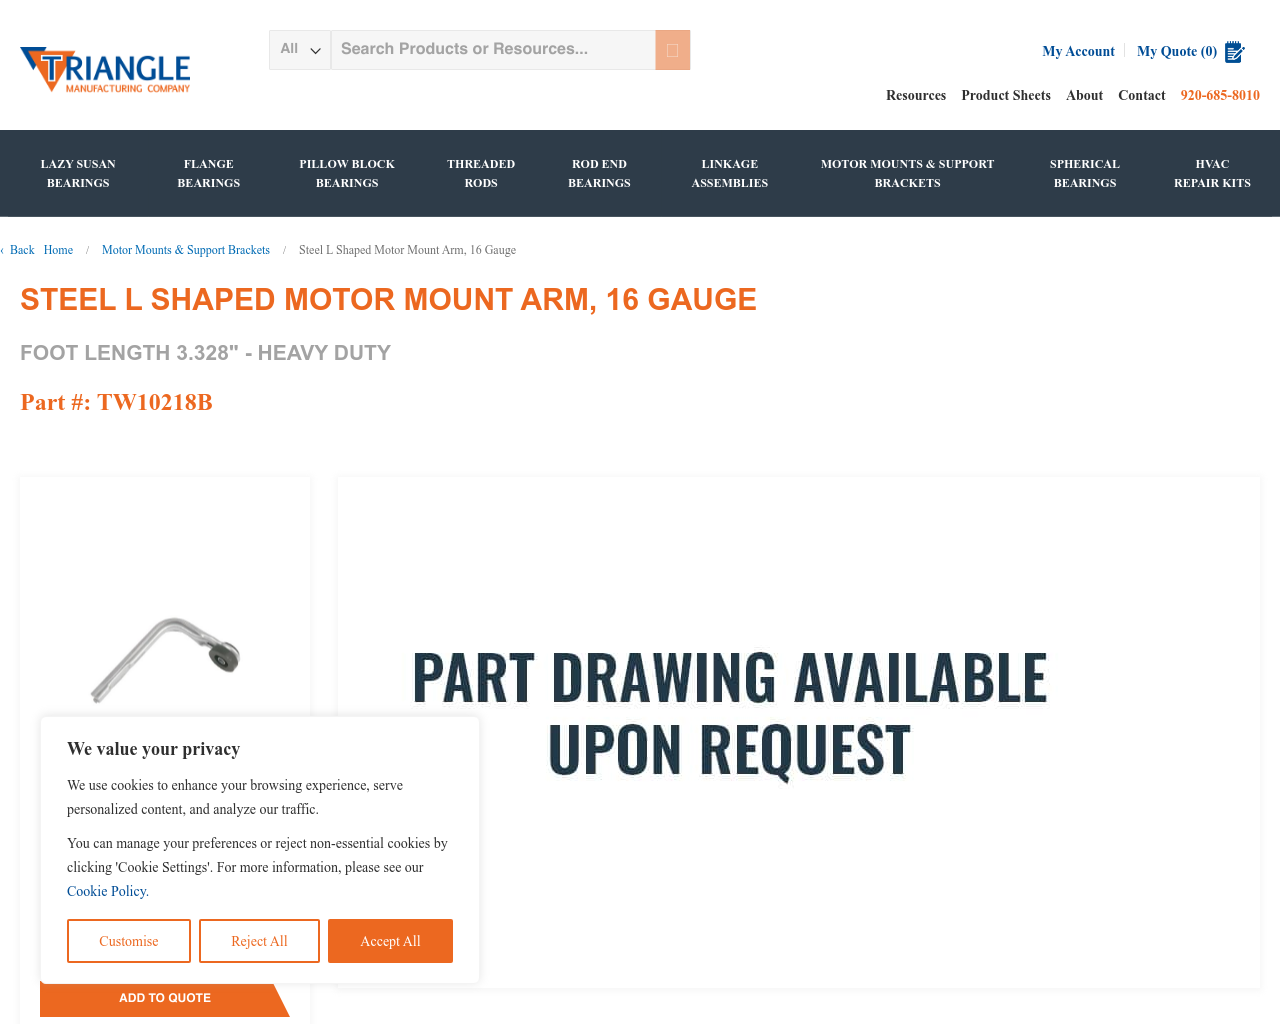 TRIANGLE
MANUFACTURING COMPANY
All
Search Products or Resources...
My Account
My Quote (0)
Resources
Product Sheets
About
Contact
920-685-8010
LAZY SUSAN
BEARINGS
FLANGE
BEARINGS
PILLOW BLOCK
BEARINGS
THREADED
RODS
ROD END
BEARINGS
LINKAGE
ASSEMBLIES
MOTOR MOUNTS & SUPPORT
BRACKETS
SPHERICAL
BEARINGS
HVAC
REPAIR KITS
‹ Back Home / Motor Mounts & Support Brackets / Steel L Shaped Motor Mount Arm, 16 Gauge
STEEL L SHAPED MOTOR MOUNT ARM, 16 GAUGE
FOOT LENGTH 3.328" - HEAVY DUTY
Part #: TW10218B
PART DRAWING AVAILABLE
UPON REQUEST
We value your privacy
We use cookies to enhance your browsing experience, serve
personalized content, and analyze our traffic.
You can manage your preferences or reject non-essential cookies by
clicking 'Cookie Settings'. For more information, please see our
Cookie Policy.
Customise
Reject All
Accept All
ADD TO QUOTE